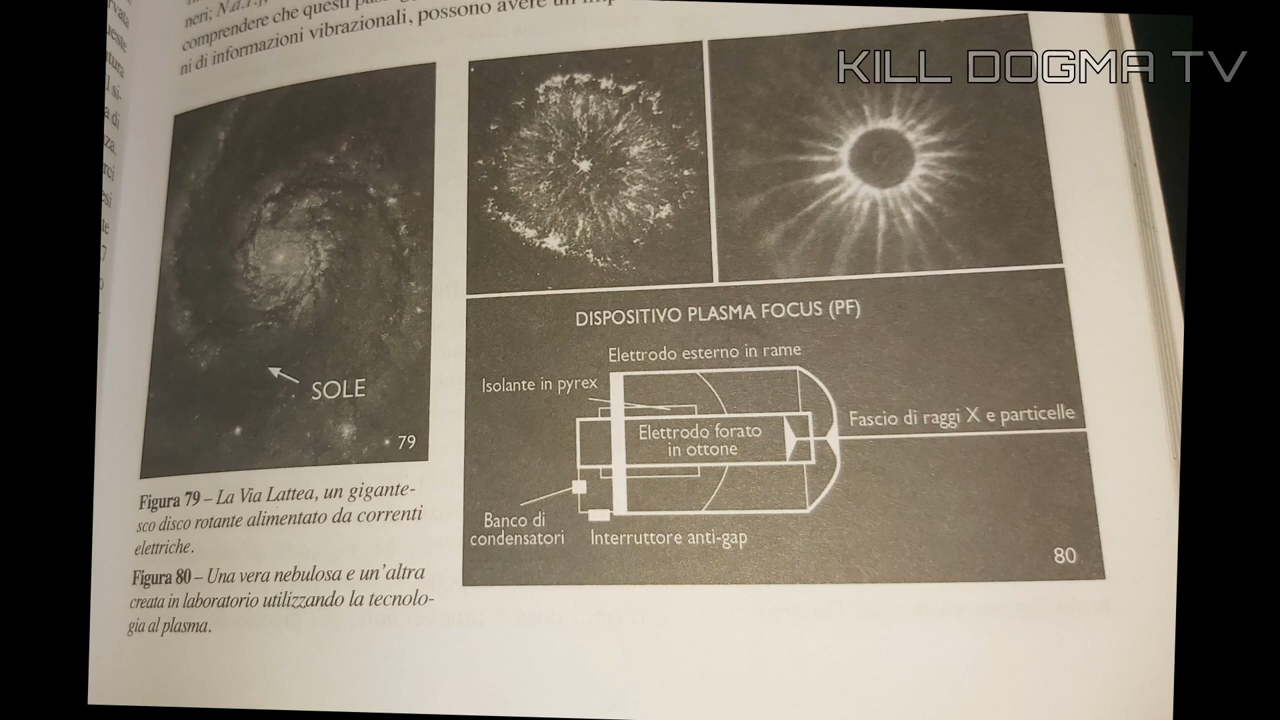 neri; N.d.T.),
comprendere che questi
ni di informazioni vibrazionali, possono avere un
KILL DOGMA TV
SOLE
79
Figura 79 – La Via Lattea, un gigante-
sco disco rotante alimentato da correnti
elettriche.
Figura 80 – Una vera nebulosa e un'altra
creata in laboratorio utilizzando la tecnolo-
gia al plasma.
DISPOSITIVO PLASMA FOCUS (PF)
Elettrodo esterno in rame
Isolante in pyrex
Fascio di raggi X e particelle
Elettrodo forato
in ottone
Banco di
condensatori
Interruttore anti-gap
80